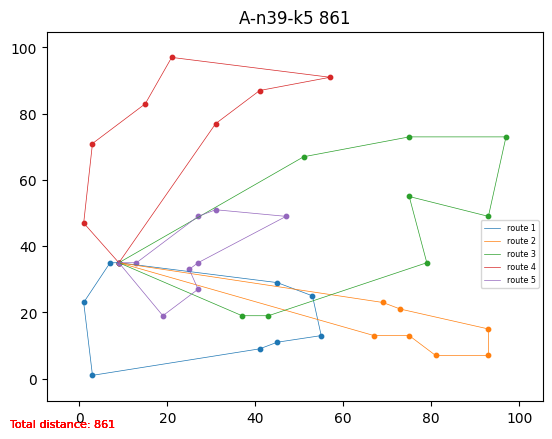 A-n39-k5 861
100
80
60
40
20
0
route 1
route 2
route 3
route 4
route 5
0 20 40 60 80 100
Total distance: 861